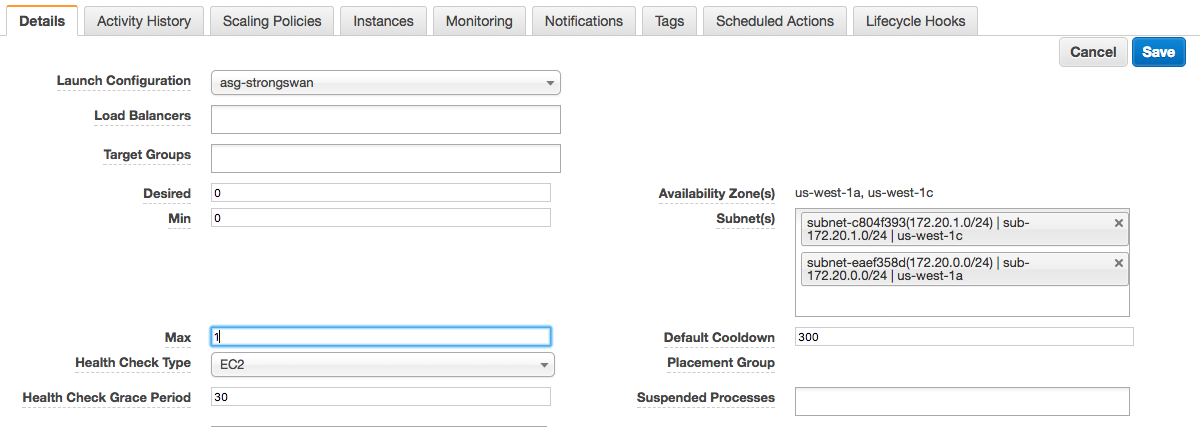 Details Activity History Scaling Policies Instances Monitoring Notifications Tags Scheduled Actions Lifecycle Hooks
Cancel Save
Launch Configuration asg-strongswan
Load Balancers
Target Groups
Desired 0 Availability Zone(s) us-west-1a, us-west-1c
Min 0 Subnet(s) subnet-c804f393(172.20.1.0/24) | sub-
172.20.1.0/24 | us-west-1c
subnet-eaef358d(172.20.0.0/24) | sub-
172.20.0.0/24 | us-west-1a
Max 1 Default Cooldown 300
Health Check Type EC2 Placement Group
Health Check Grace Period 30 Suspended Processes